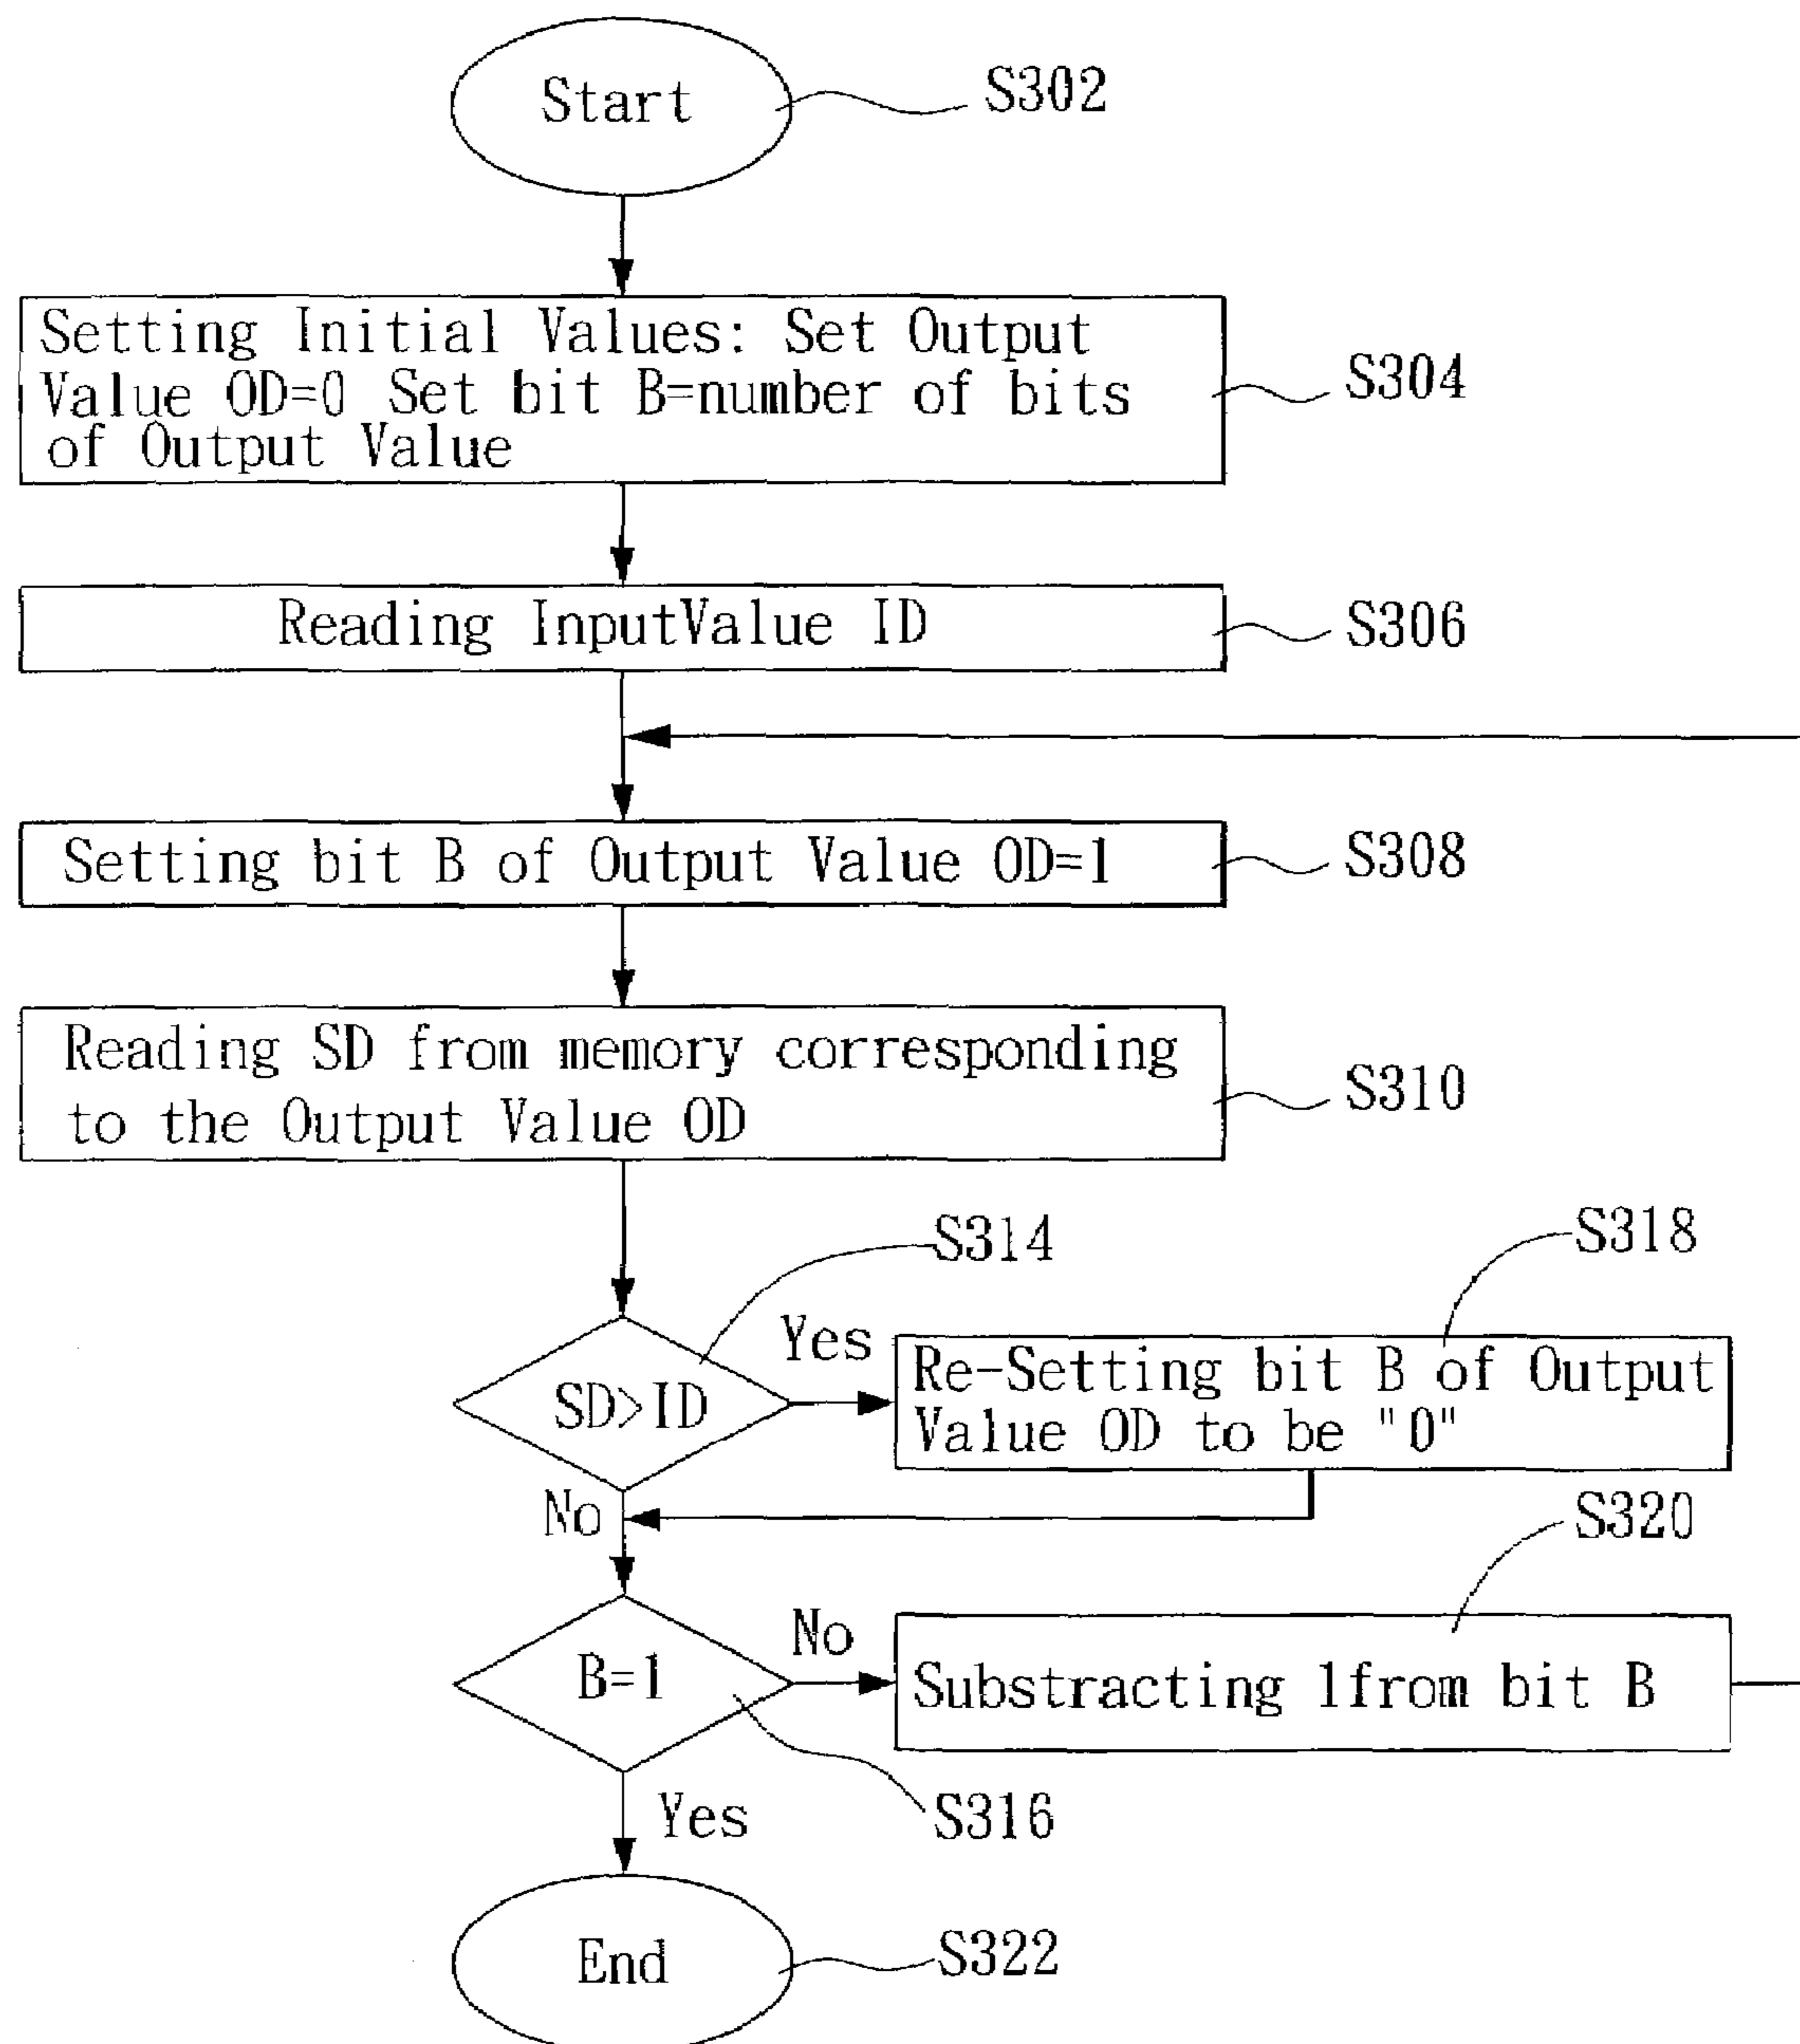 Start
S302
Setting Initial Values: Set Output
Value OD=0 Set bit B=number of bits
of Output Value
S304
Reading InputValue ID
S306
Setting bit B of Output Value OD=1
S308
Reading SD from memory corresponding
to the Output Value OD
S310
S314
S318
SD>ID
Yes
Re-Setting bit B of Output
Value OD to be "0"
No
S320
B=1
No
Substracting 1from bit B
S316
Yes
End
S322